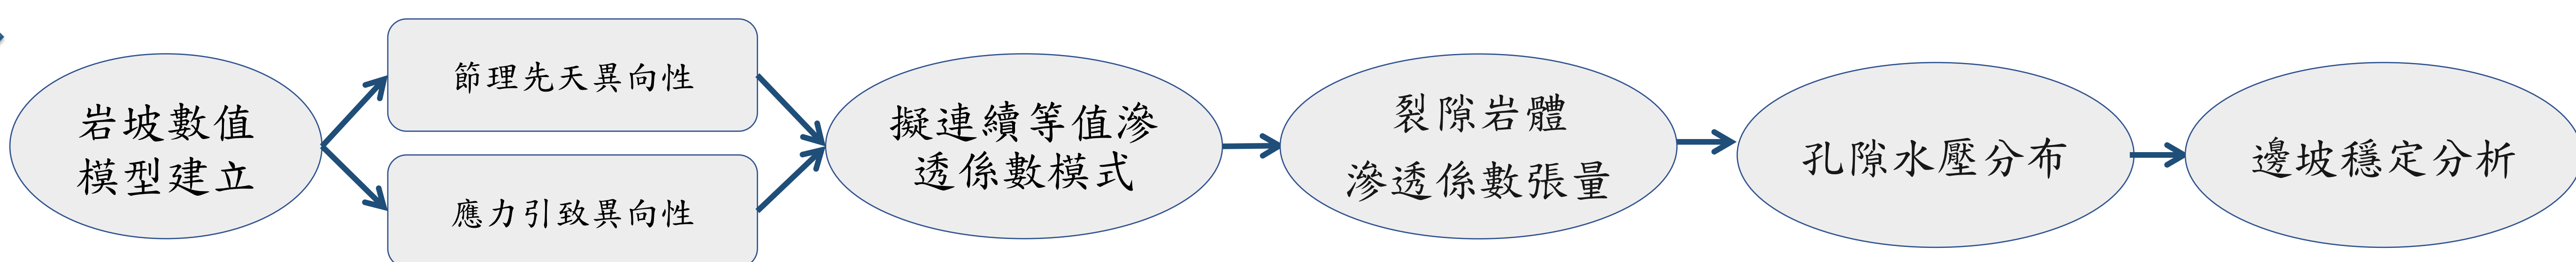 岩坡數值
模型建立
節理先天異向性
應力引致異向性
擬連續等值滲
透係數模式
裂隙岩體
滲透係數張量
孔隙水壓分布
邊坡穩定分析